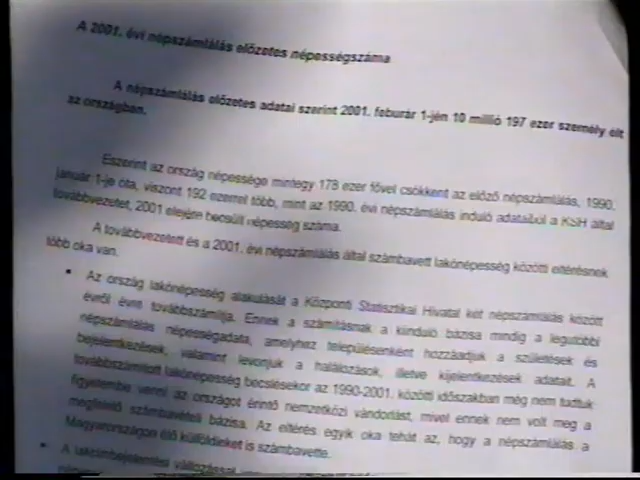 A 2001. évi népszámlálás előzetes népességszáma
A népszámlálás előzetes adatai szerint 2001. február 1-jén 10 millió 197 ezer személy élt
az országban.
Eszerint az ország népessége mintegy 178 ezer fővel csökkent az előző népszámlálás, 1990.
január 1-je óta, viszont 192 ezerrel több, mint az 1990. évi népszámlálás induló adataiból a KSH által
továbbvezetett, 2001 elején becsült népesség száma.
A továbbvezetett és a 2001. évi népszámlálás által számbavett lakónépesség közötti eltérésnek
több oka van.
▪ Az ország lakónépesség alakulását a Központi Statisztikai Hivatal két népszámlálás között
évről évre továbbszámítja. Ennek a számításnak a kiinduló bázisa mindig a legutóbbi
népszámlálás népességadata, amelyhez településenként hozzáadjuk a születések és
bejelentkezések, valamint levonjuk a halálozások, illetve kijelentkezések adatait. A
továbbszámított lakónépesség becslésekor az 1990-2001. közötti időszakban még nem tudtuk
figyelembe venni az országot érintő nemzetközi vándorlást, mivel ennek nem volt meg a
megfelelő számbavételi bázisa. Az eltérés egyik oka tehát az, hogy a népszámlálás a
Magyarországon élő külföldieket is számbavette.
▪ A lakcímbejelentési